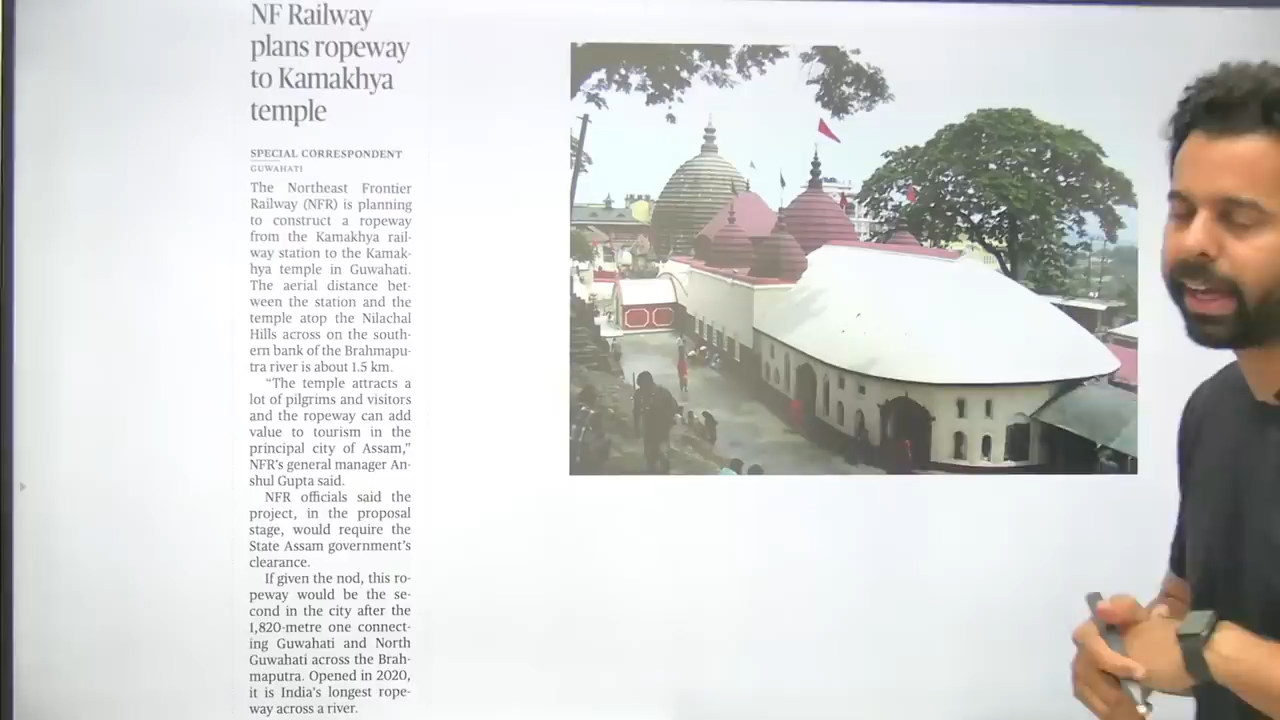 NF Railway
plans ropeway
to Kamakhya
temple
SPECIAL CORRESPONDENT
GUWAHATI
The Northeast Frontier
Railway (NFR) is planning
to construct a ropeway
from the Kamakhya rail-
way station to the Kamak-
hya temple in Guwahati.
The aerial distance bet-
ween the station and the
temple atop the Nilachal
Hills across on the south-
ern bank of the Brahmapu-
tra river is about 1.5 km.
“The temple attracts a
lot of pilgrims and visitors
and the ropeway can add
value to tourism in the
principal city of Assam,”
NFR’s general manager An-
shul Gupta said.
NFR officials said the
project, in the proposal
stage, would require the
State Assam government’s
clearance.
If given the nod, this ro-
peway would be the se-
cond in the city after the
1,820-metre one connect-
ing Guwahati and North
Guwahati across the Brah-
maputra. Opened in 2020,
it is India’s longest rope-
way across a river.